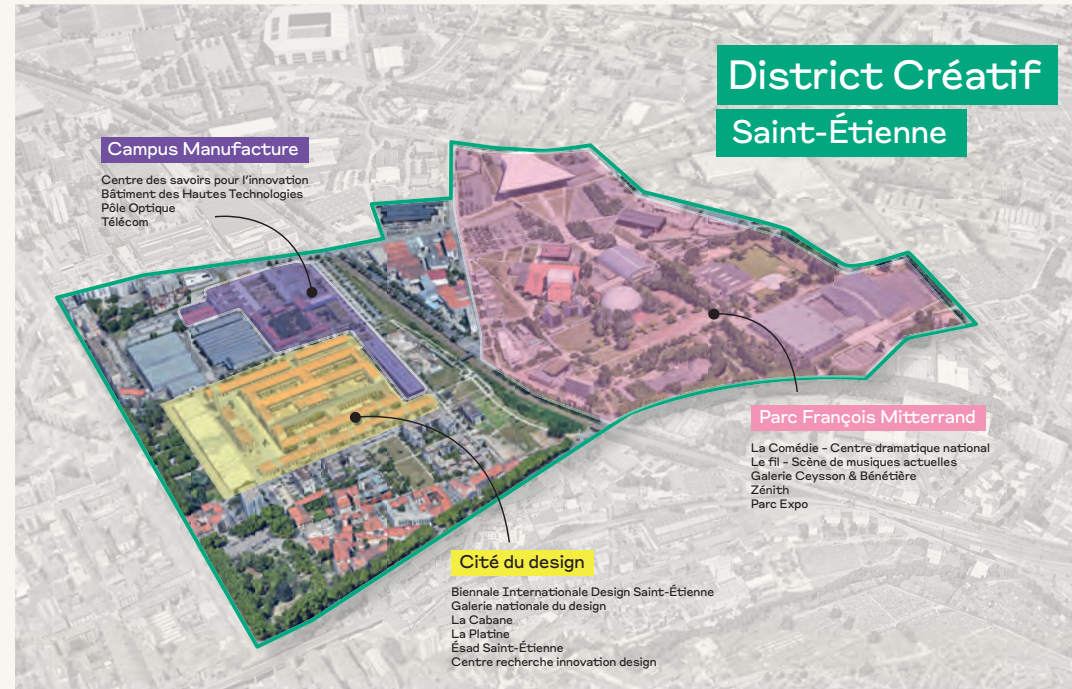 District Créatif
Saint-Étienne
Campus Manufacture
Centre des savoirs pour l'innovation
Bâtiment des Hautes Technologies
Pôle Optique
Télécom
Parc François Mitterrand
La Comédie – Centre dramatique national
Le fil – Scène de musiques actuelles
Galerie Ceysson & Bénétière
Zénith
Parc Expo
Cité du design
Biennale Internationale Design Saint-Étienne
Galerie nationale du design
La Cabane
La Platine
Ésad Saint-Étienne
Centre recherche innovation design